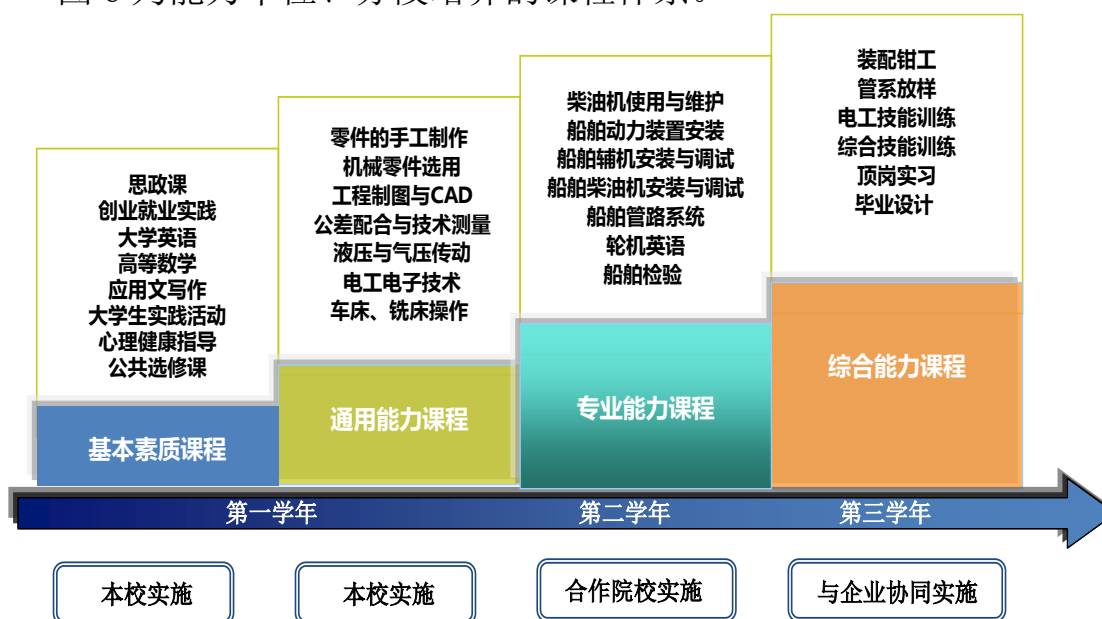 思政课
创业就业实践
大学英语
高等数学
应用文写作
大学生实践活动
心理健康指导
公共选修课
基本素质课程
零件的手工制作
机械零件选用
工程制图与CAD
公差配合与技术测量
液压与气压传动
电工电子技术
车床、铣床操作
通用能力课程
柴油机使用与维护
船舶动力装置安装
船舶辅机安装与调试
船舶柴油机安装与调试
船舶管路系统
轮机英语
船舶检验
专业能力课程
装配钳工
管系放样
电工技能训练
综合技能训练
顶岗实习
毕业设计
综合能力课程
第一学年
第二学年
第三学年
本校实施
本校实施
合作院校实施
与企业协同实施